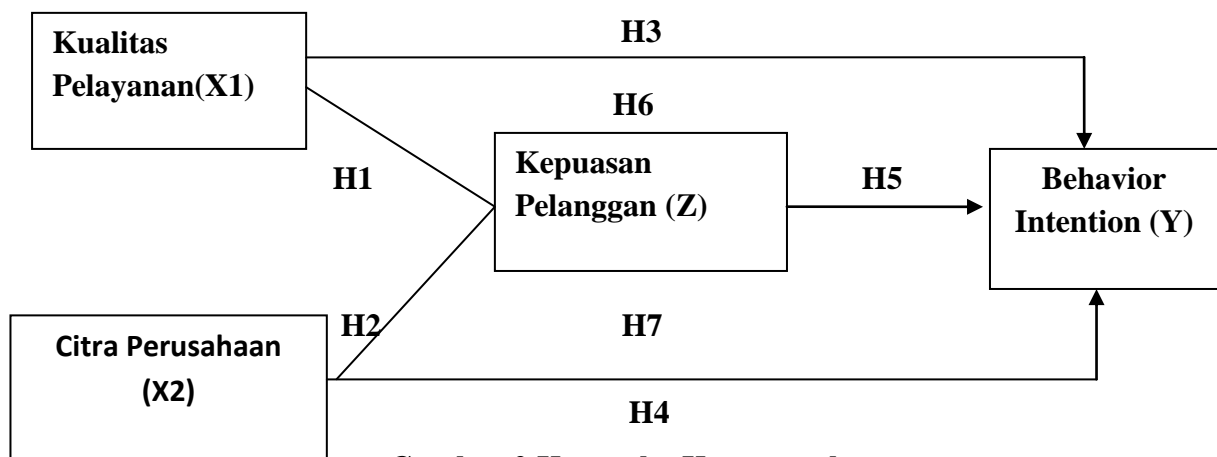 H3
Kualitas
Pelayanan(X1)
H6
Kepuasan
Pelanggan (Z)
H1
H5
Behavior
Intention (Y)
H2
H7
Citra Perusahaan
(X2)
H4